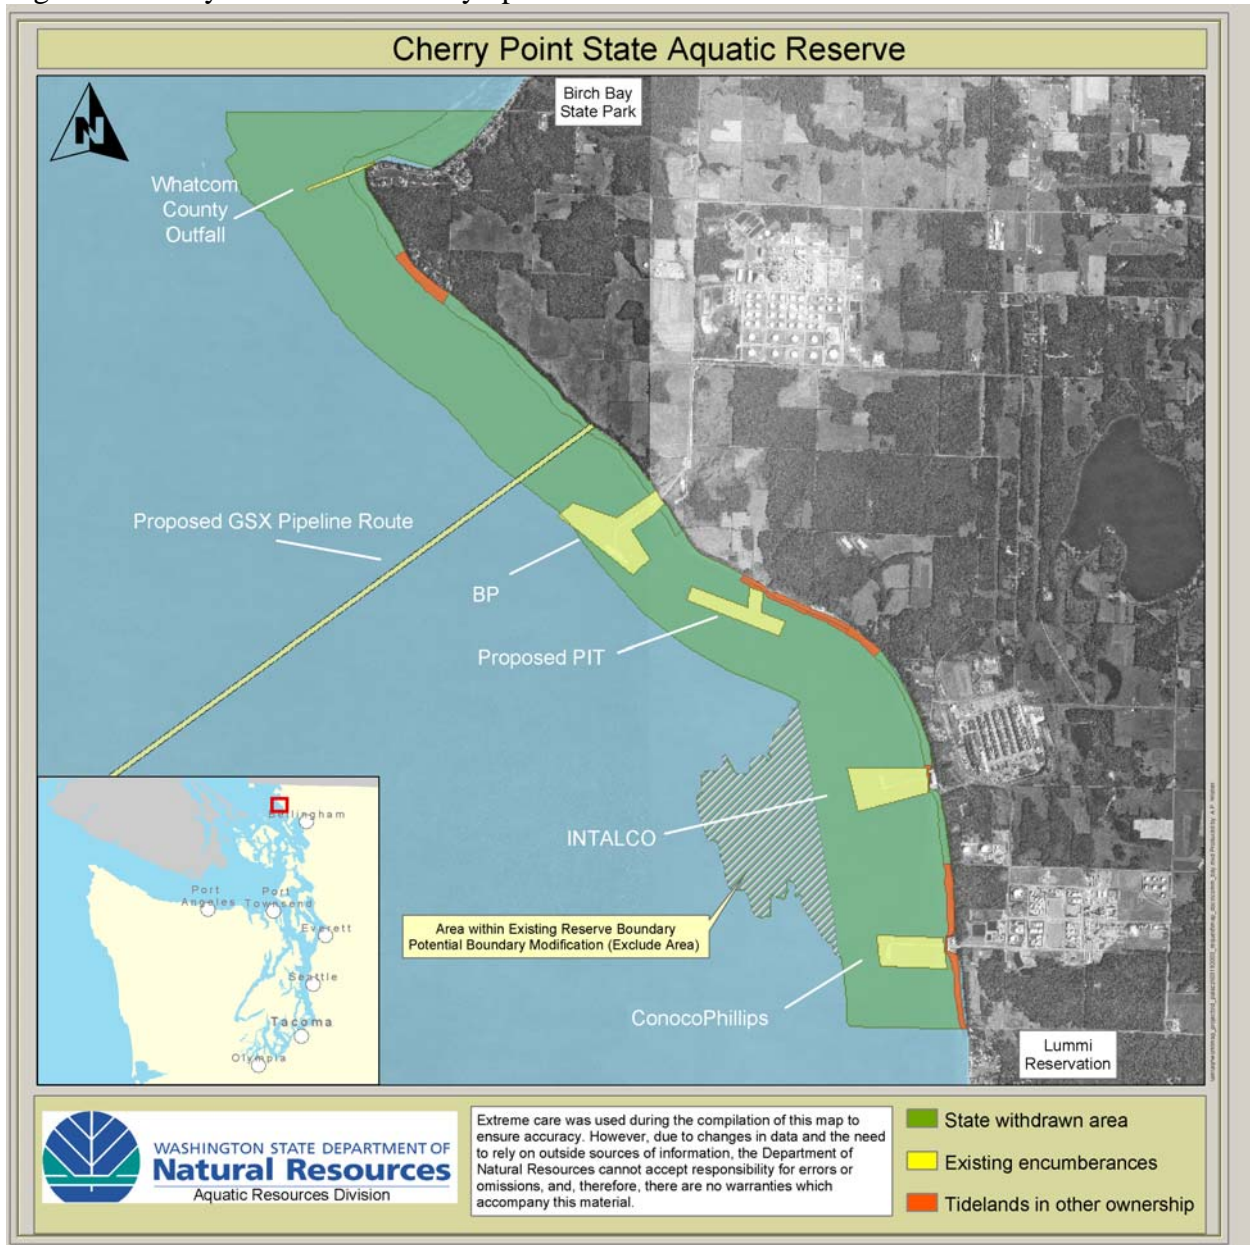 Cherry Point State Aquatic Reserve
Birch Bay
State Park
N
Whatcom
County
Outfall
Proposed GSX Pipeline Route
BP
Proposed PIT
INTALCO
Area within Existing Reserve Boundary
Potential Boundary Modification (Exclude Area)
ConocoPhillips
Lummi
Reservation
Bellingham
Port
Angeles
Port
Townsend
Everett
Seattle
Tacoma
Olympia
WASHINGTON STATE DEPARTMENT OF
Natural Resources
Aquatic Resources Division
Extreme care was used during the compilation of this map to
ensure accuracy. However, due to changes in data and the need
to rely on outside sources of information, the Department of
Natural Resources cannot accept responsibility for errors or
omissions, and, therefore, there are no warranties which
accompany this material.
State withdrawn area
Existing encumberances
Tidelands in other ownership